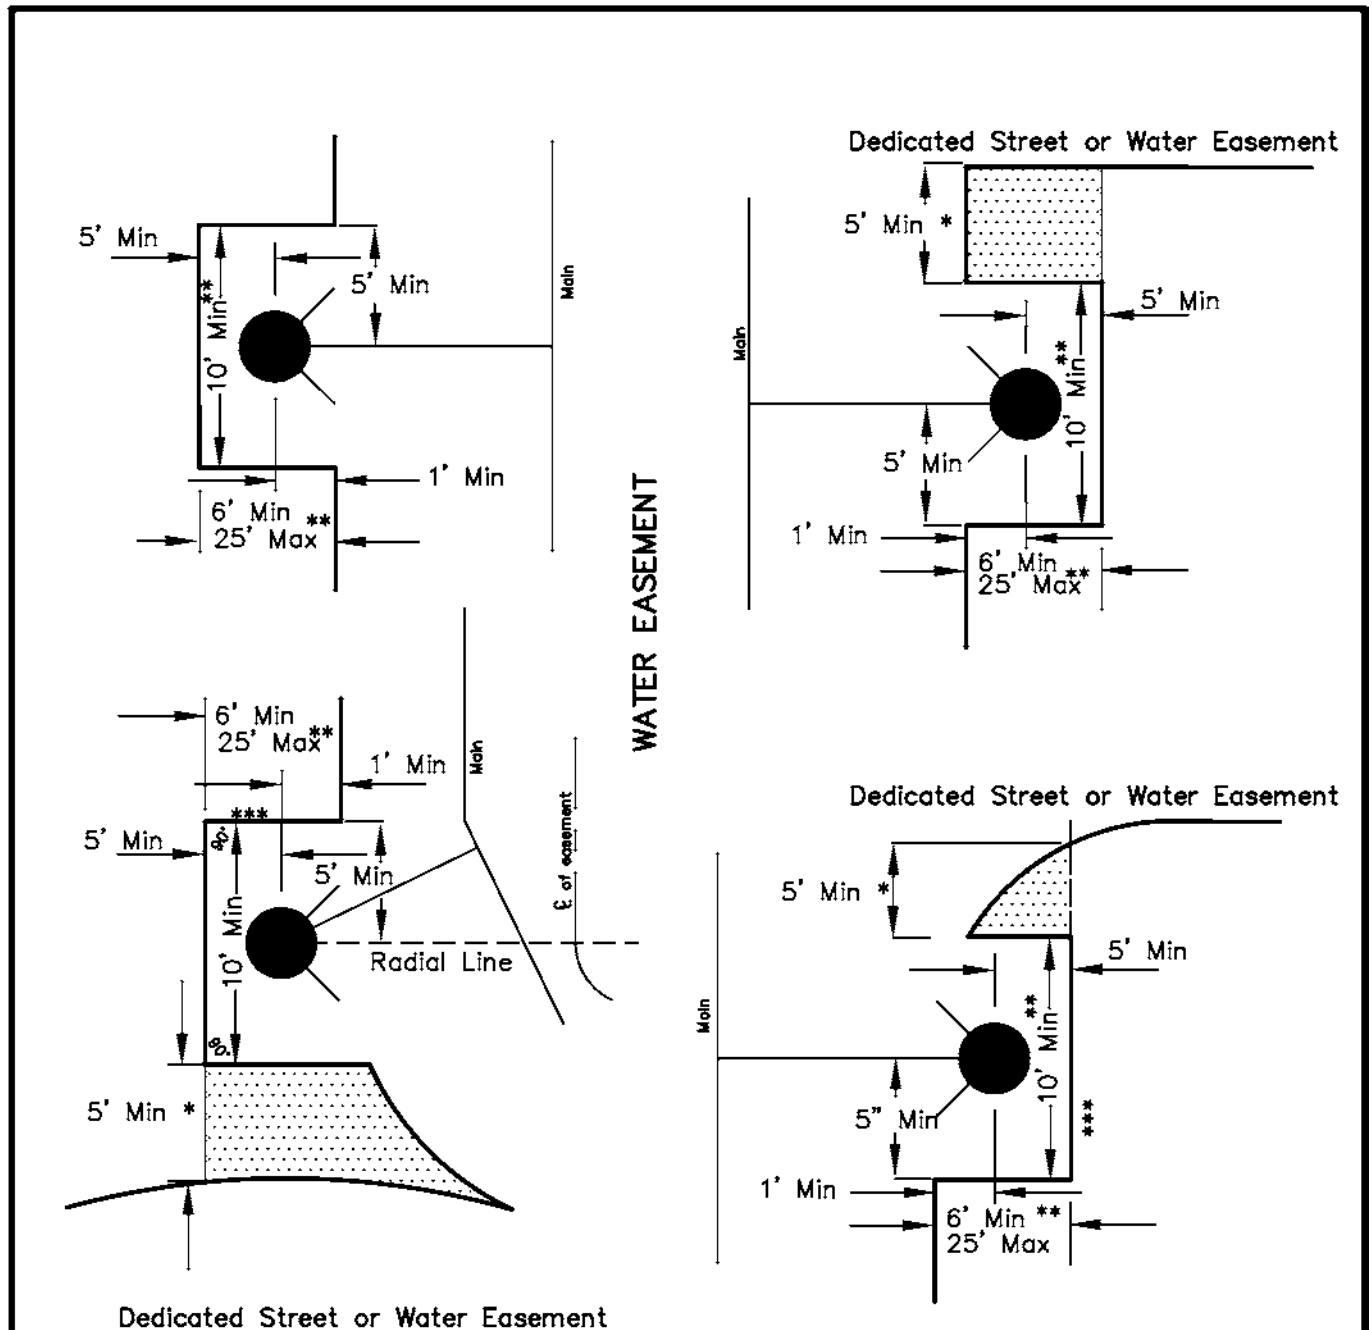 5' Min
10' Min**
5' Min
Main
1' Min
6' Min
25' Max**
Dedicated Street or Water Easement
5' Min *
5' Min
Main
10' Min**
5' Min
1' Min
6' Min
25' Max**
WATER EASEMENT
6' Min
25' Max**
1' Min
Main
***
5' Min
90°
5' Min
10' Min
℄ of easement
Radial Line
90°
5' Min *
Dedicated Street or Water Easement
Dedicated Street or Water Easement
5' Min *
5' Min
Main
10' Min**
***
5" Min
1' Min
6' Min **
25' Max